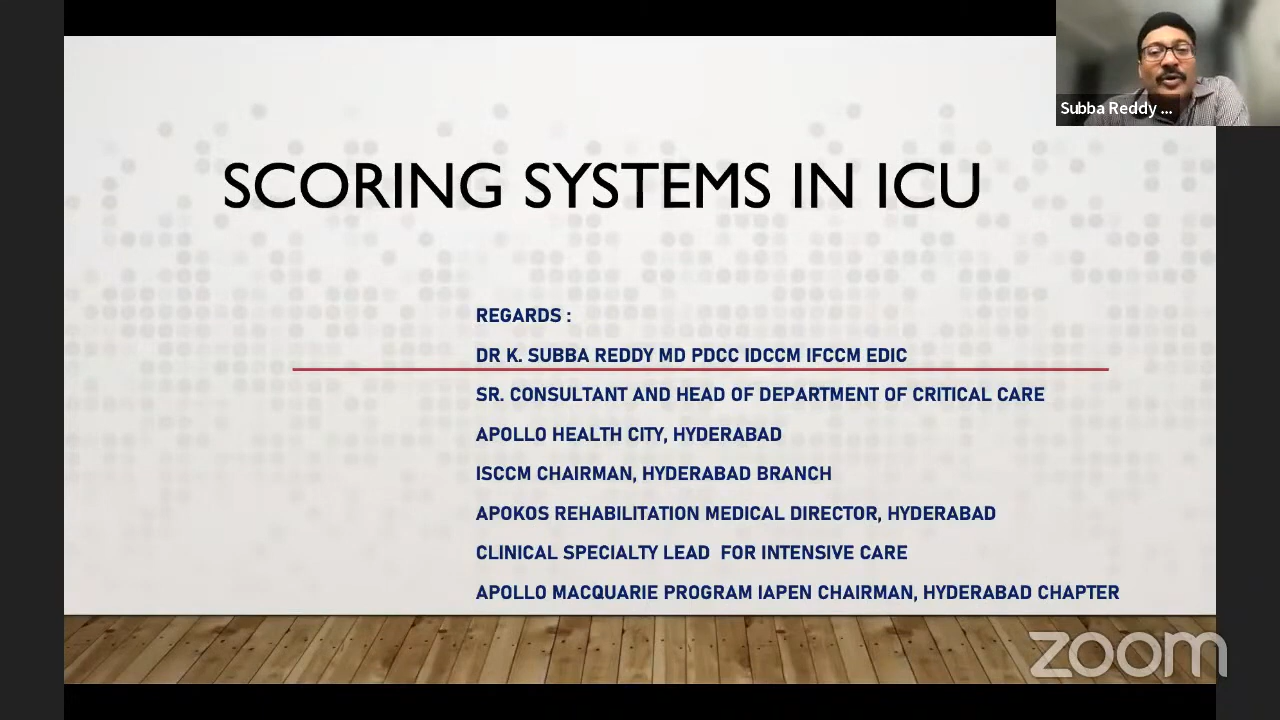 Subba Reddy ...
SCORING SYSTEMS IN ICU
REGARDS :
DR K. SUBBA REDDY MD PDCC IDCCM IFCCM EDIC
SR. CONSULTANT AND HEAD OF DEPARTMENT OF CRITICAL CARE
APOLLO HEALTH CITY, HYDERABAD
ISCCM CHAIRMAN, HYDERABAD BRANCH
APOKOS REHABILITATION MEDICAL DIRECTOR, HYDERABAD
CLINICAL SPECIALTY LEAD FOR INTENSIVE CARE
APOLLO MACQUARIE PROGRAM IAPEN CHAIRMAN, HYDERABAD CHAPTER
zoom